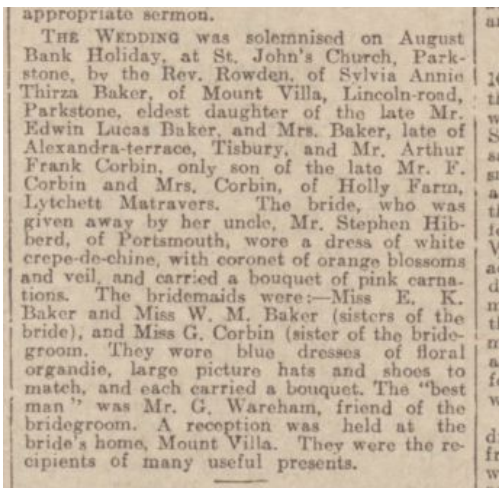 appropriate sermon.
THE WEDDING was solemnised on August
Bank Holiday, at St. John's Church, Park-
stone, by the Rev. Rowden, of Sylvia Annie
Thirza Baker, of Mount Villa, Lincoln-road,
Parkstone, eldest daughter of the late Mr.
Edwin Lucas Baker, and Mrs. Baker, late of
Alexandra-terrace, Tisbury, and Mr. Arthur
Frank Corbin, only son of the late Mr. F.
Corbin and Mrs. Corbin, of Holly Farm,
Lytchett Matravers. The bride, who was
given away by her uncle, Mr. Stephen Hib-
berd, of Portsmouth, wore a dress of white
crepe-de-chine, with coronet of orange blossoms
and veil, and carried a bouquet of pink carna-
tions. The bridemaids were:—Miss E. K.
Baker and Miss W. M. Baker (sisters of the
bride), and Miss G. Corbin (sister of the bride-
groom. They wore blue dresses of floral
organdie, large picture hats and shoes to
match, and each carried a bouquet. The "best
man" was Mr. G. Wareham, friend of the
bridegroom. A reception was held at the
bride's home, Mount Villa. They were the re-
cipients of many useful presents.